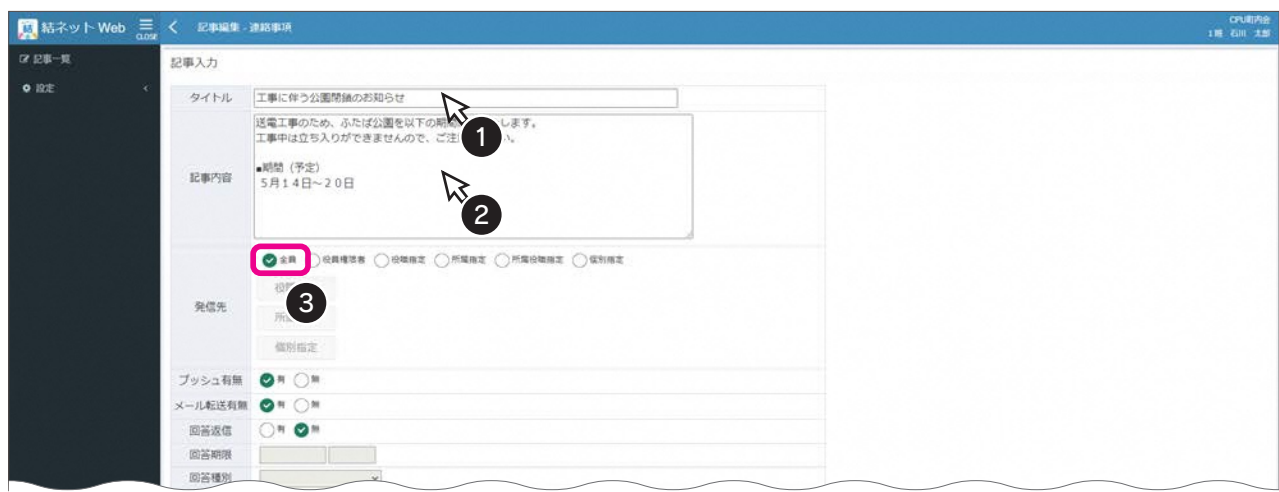 結ネット Web
CLOSE
記事編集 - 連絡事項
CPU町内会
1班 石川 太郎
記事一覧
設定
記事入力
タイトル
工事に伴う公園閉鎖のお知らせ
1
記事内容
送電工事のため、ふたば公園を以下の期 します。
工事中は立ち入りができませんので、ご注 い。
■期間(予定)
5月14日~20日
2
発信先
全員 役員権限者 役職指定 所属指定 所属役職指定 個別指定
役
3
所
個別指定
プッシュ有無
有 無
メール転送有無
有 無
回答返信
有 無
回答期限
回答種別